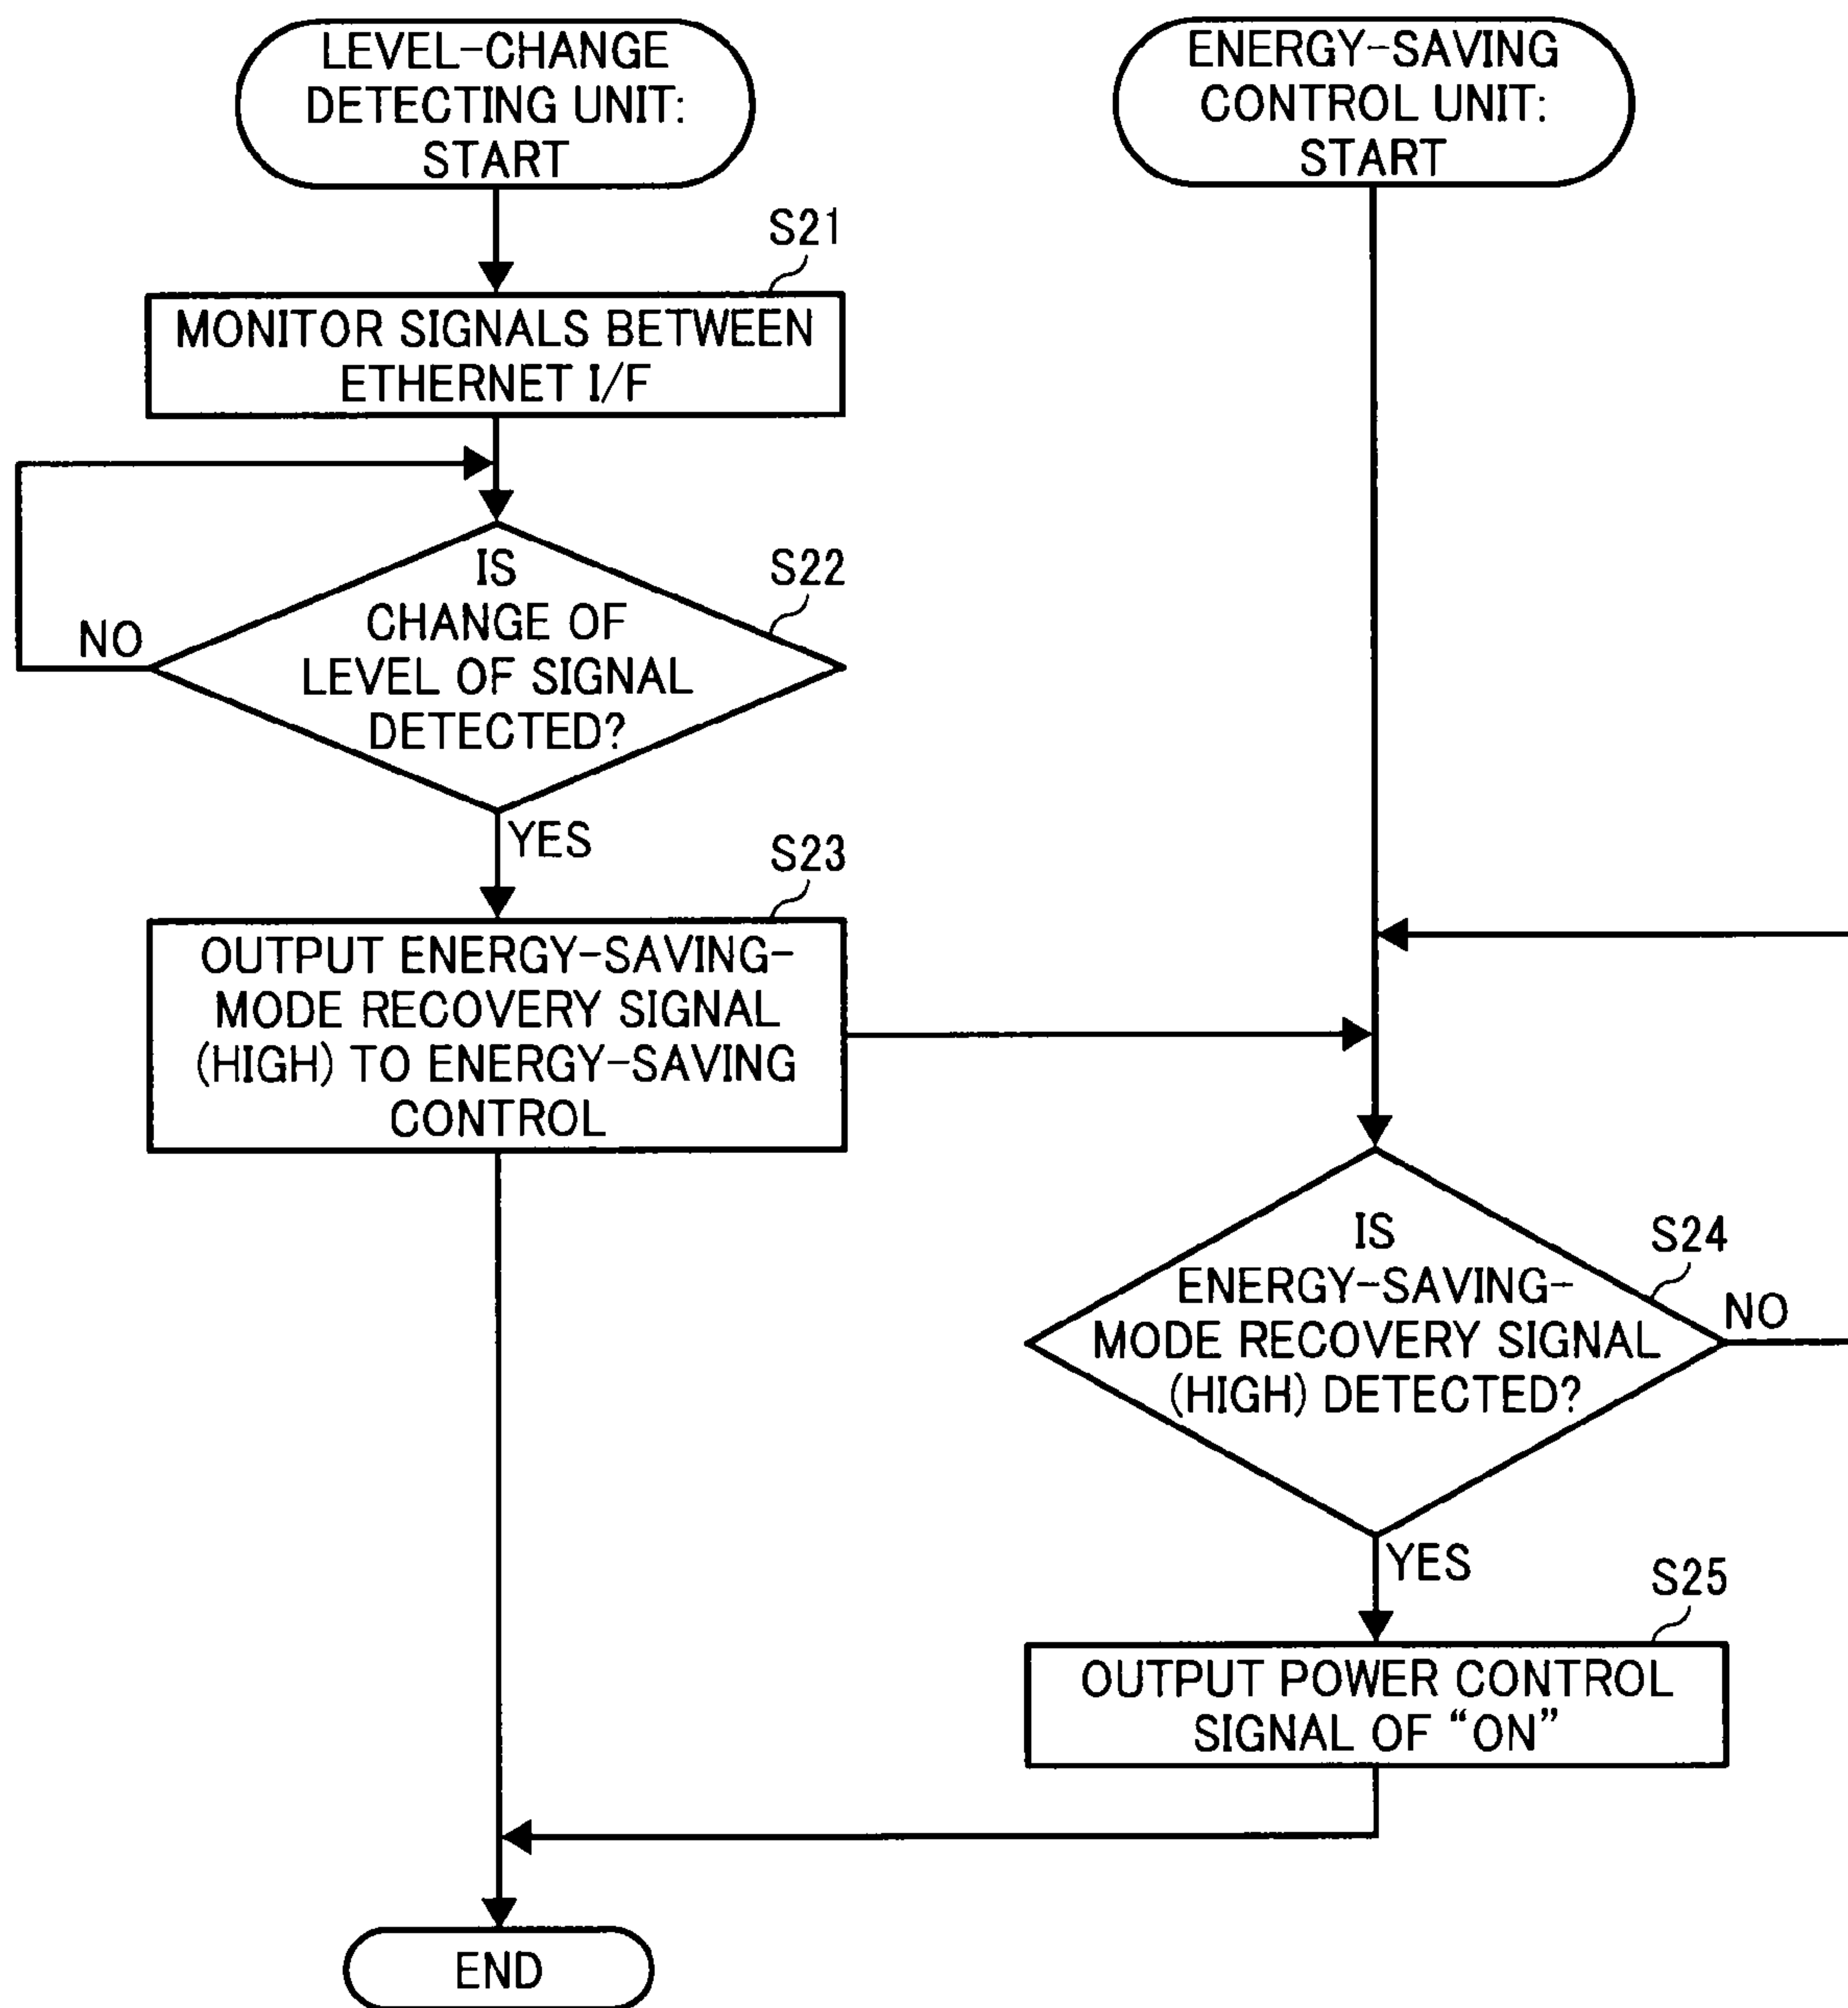 LEVEL-CHANGE
DETECTING UNIT:
START
S21
MONITOR SIGNALS BETWEEN
ETHERNET I/F
S22
IS
CHANGE OF
LEVEL OF SIGNAL
DETECTED?
NO
YES
S23
OUTPUT ENERGY-SAVING-
MODE RECOVERY SIGNAL
(HIGH) TO ENERGY-SAVING
CONTROL
ENERGY-SAVING
CONTROL UNIT:
START
S24
IS
ENERGY-SAVING-
MODE RECOVERY SIGNAL
(HIGH) DETECTED?
NO
YES
S25
OUTPUT POWER CONTROL
SIGNAL OF “ON”
END